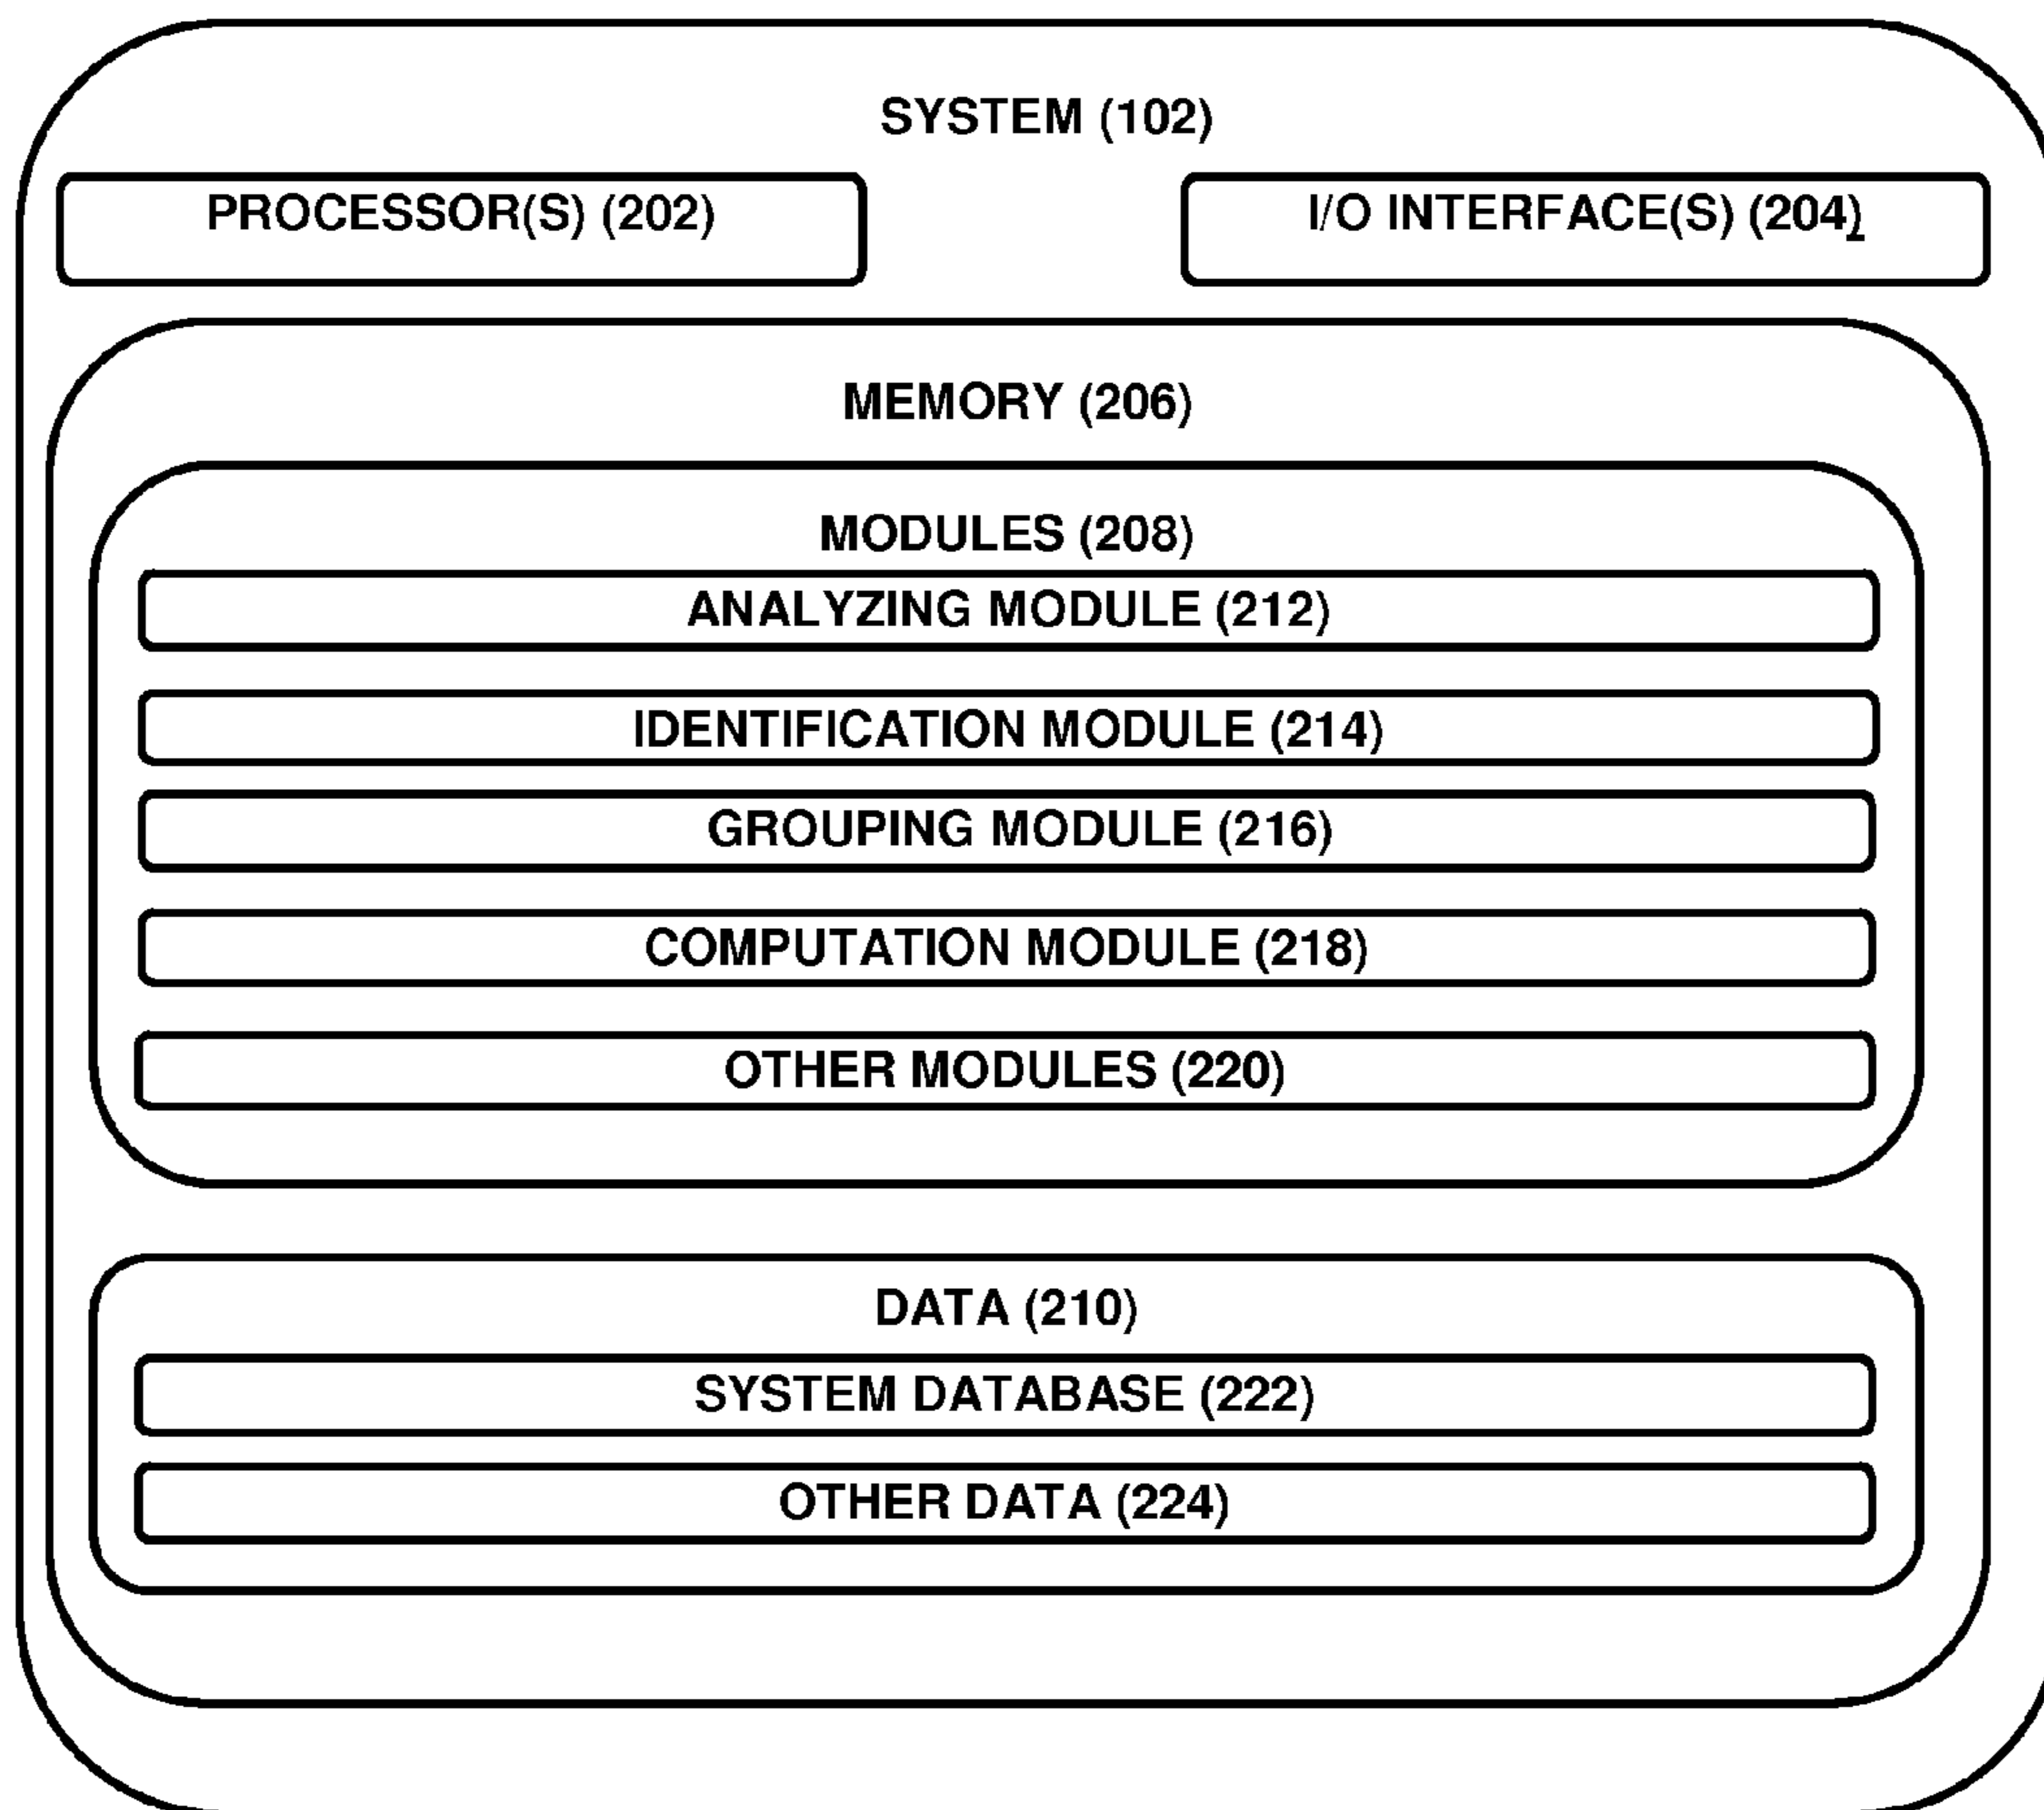 SYSTEM (102)
PROCESSOR(S) (202)
I/O INTERFACE(S) (204)
MEMORY (206)
MODULES (208)
ANALYZING MODULE (212)
IDENTIFICATION MODULE (214)
GROUPING MODULE (216)
COMPUTATION MODULE (218)
OTHER MODULES (220)
DATA (210)
SYSTEM DATABASE (222)
OTHER DATA (224)